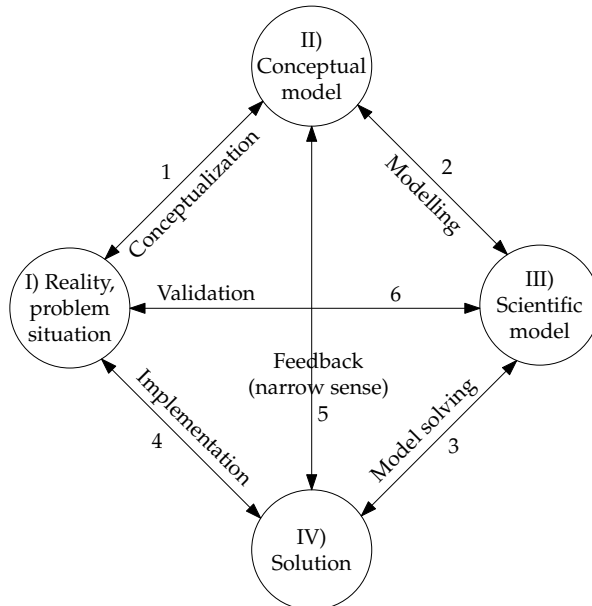 II)
Conceptual
model
1
Conceptualization
2
Modelling
I) Reality,
problem
situation
Validation
6
III)
Scientific
model
Feedback
(narrow sense)
5
Implementation
4
Model solving
3
IV)
Solution